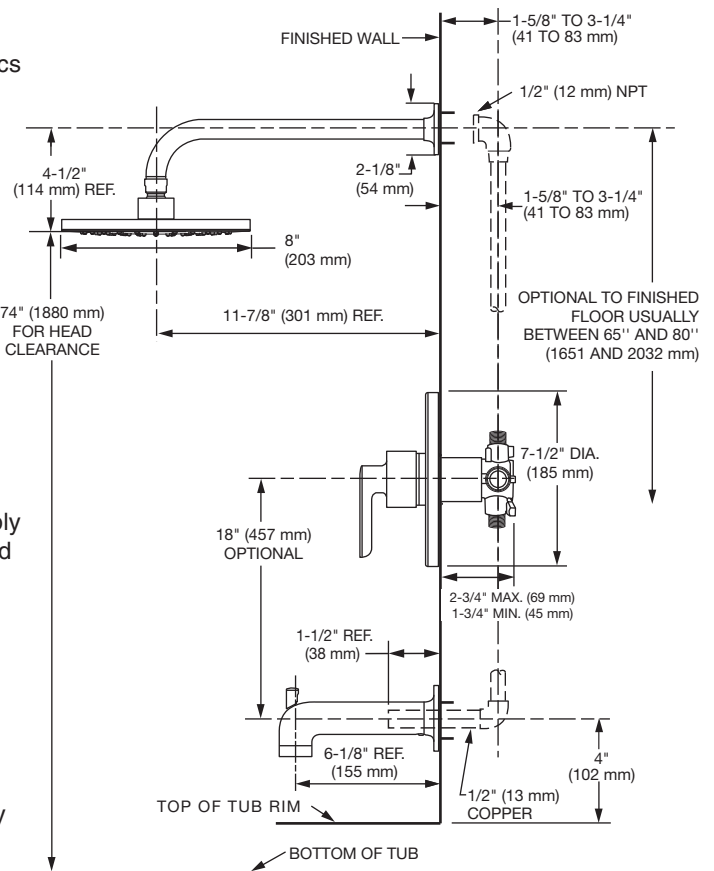 cs
FINISHED WALL
1-5/8" TO 3-1/4"
(41 TO 83 mm)
1/2" (12 mm) NPT
4-1/2"
(114 mm) REF.
2-1/8"
(54 mm)
1-5/8" TO 3-1/4"
(41 TO 83 mm)
8"
(203 mm)
74" (1880 mm)
FOR HEAD
CLEARANCE
11-7/8" (301 mm) REF.
OPTIONAL TO FINISHED
FLOOR USUALLY
BETWEEN 65'' AND 80''
(1651 AND 2032 mm)
7-1/2" DIA.
(185 mm)
ly
d
18" (457 mm)
OPTIONAL
2-3/4" MAX. (69 mm)
1-3/4" MIN. (45 mm)
1-1/2" REF.
(38 mm)
6-1/8" REF.
(155 mm)
4"
(102 mm)
1/2" (13 mm)
COPPER
TOP OF TUB RIM
BOTTOM OF TUB